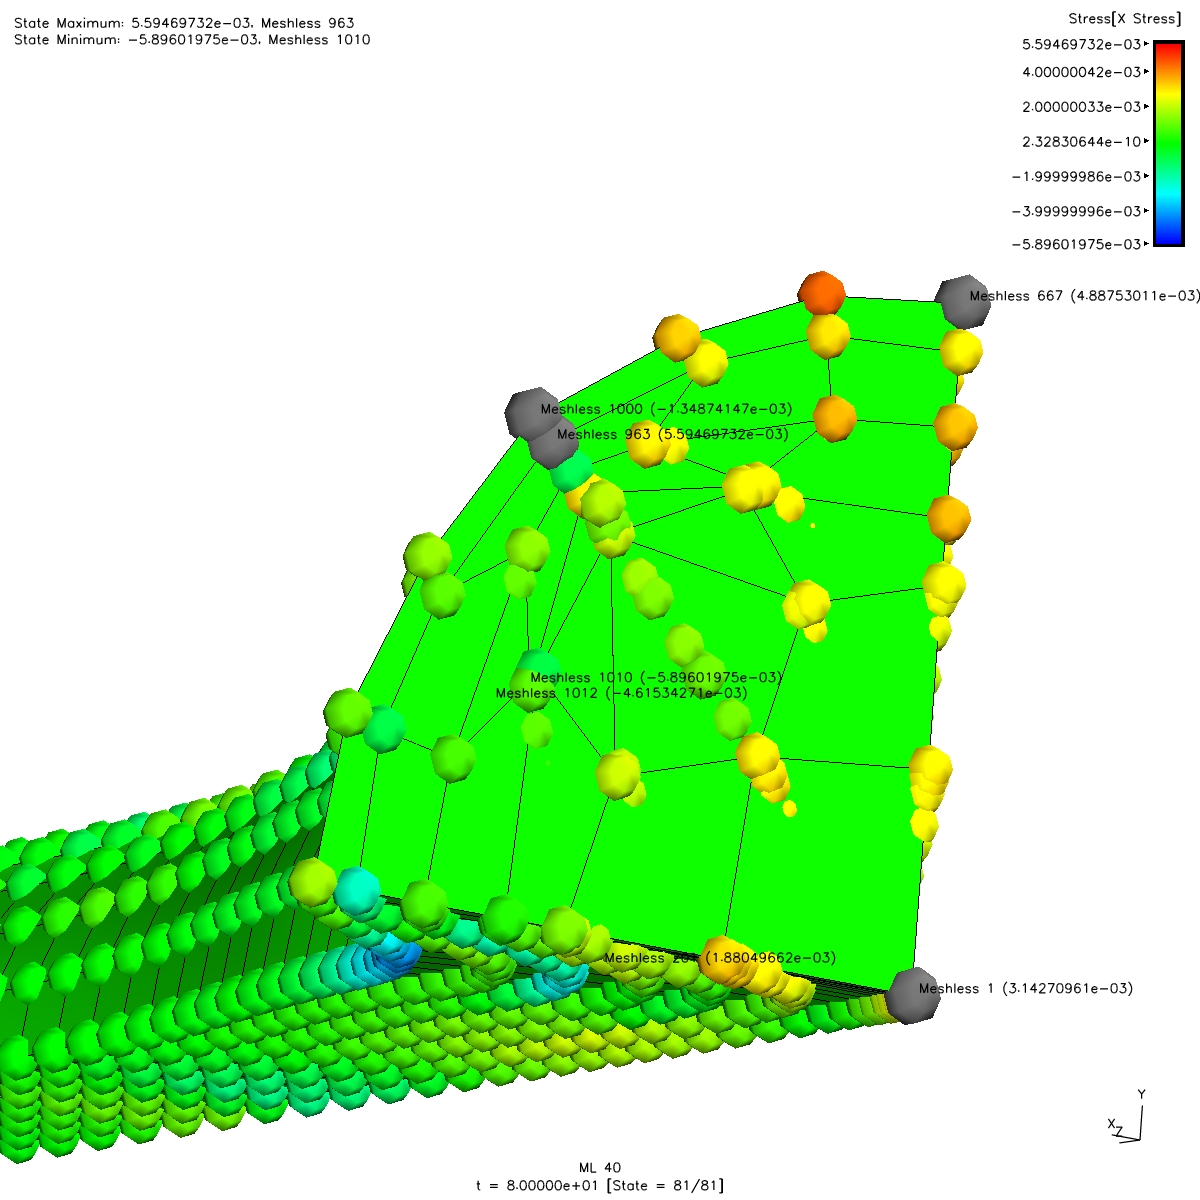 State Maximum: 5.59469732e-03, Meshless 963
State Minimum: -5.89601975e-03, Meshless 1010
Stress[X Stress]
5.59469732e-03
4.00000042e-03
2.00000033e-03
2.32830644e-10
-1.99999986e-03
-3.99999996e-03
-5.89601975e-03
Meshless 667 (4.88753011e-03)
Meshless 1000 (-1.34874147e-03)
Meshless 963 (5.59469732e-03)
Meshless 1010 (-5.89601975e-03)
Meshless 1012 (-4.61534271e-03)
Meshless (1.88049662e-03)
Meshless 1 (3.14270961e-03)
Y
X
Z
ML 40
t = 8.00000e+01 [State = 81/81]